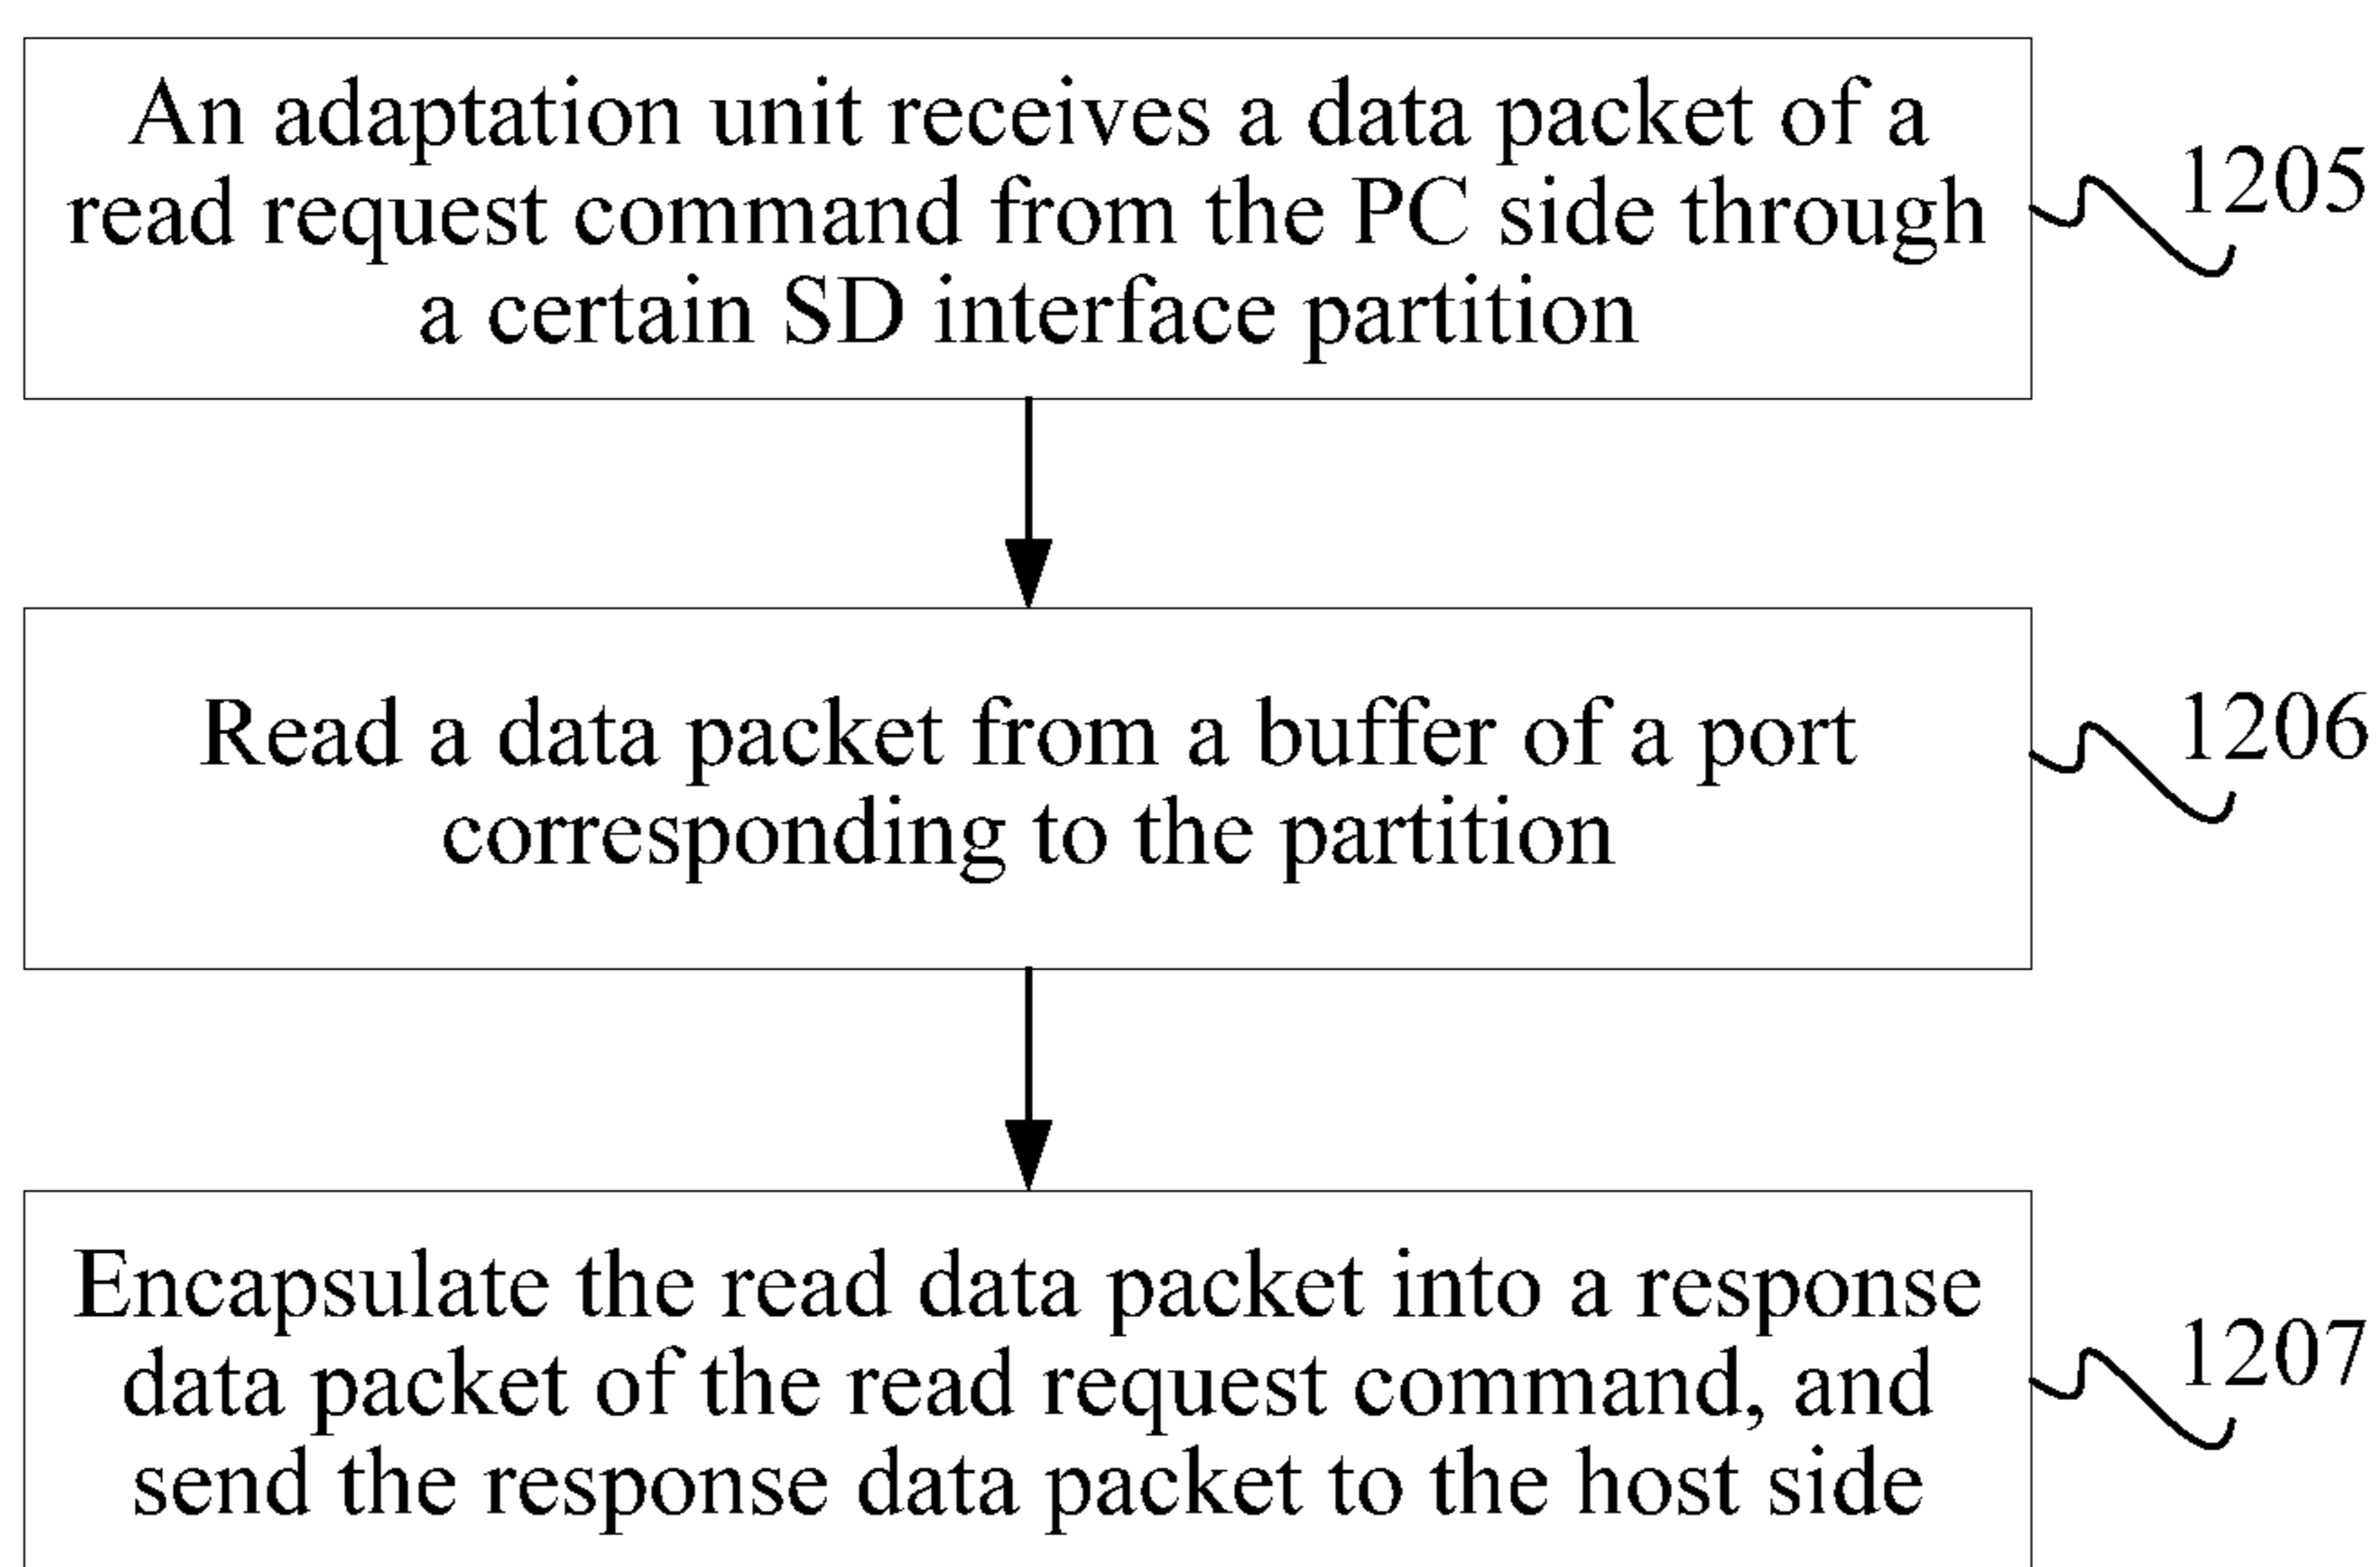 An adaptation unit receives a data packet of a
read request command from the PC side through
a certain SD interface partition
1205
Read a data packet from a buffer of a port
corresponding to the partition
1206
Encapsulate the read data packet into a response
data packet of the read request command, and
send the response data packet to the host side
1207